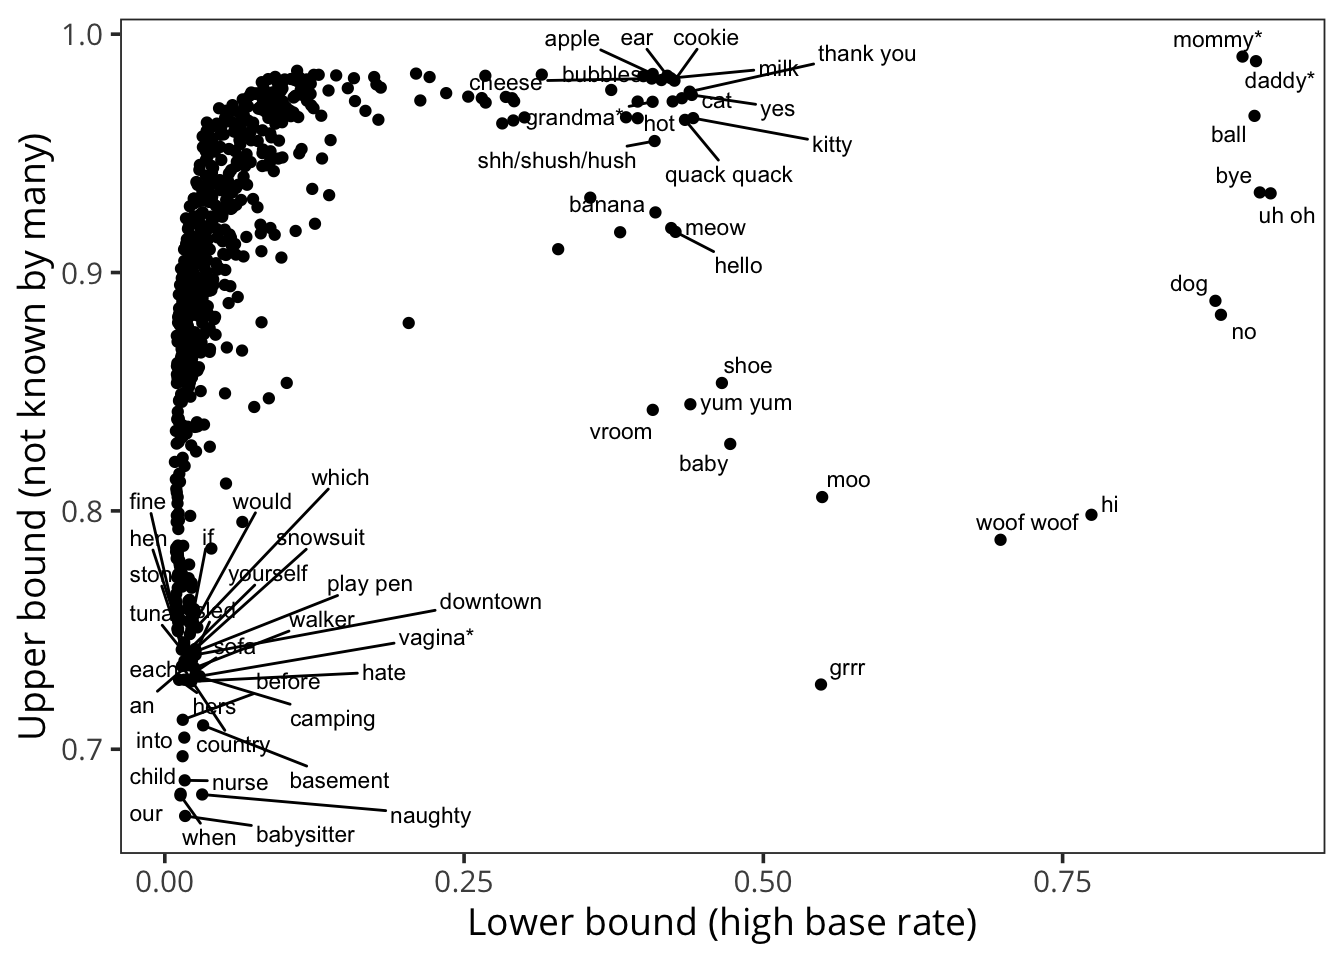 1.0
0.9
0.8
0.7
Upper bound (not known by many)
apple
ear
cookie
thank you
mommy*
cheese
bubbles
milk
daddy*
cat
yes
grandma*
hot
kitty
ball
shh/shush/hush
quack quack
bye
banana
meow
uh oh
hello
dog
no
shoe
yum yum
vroom
baby
which
moo
fine
would
hi
woof woof
hen
if
snowsuit
yourself
play pen
tuna
sled
downtown
walker
vagina*
sofa
each
hate
grrr
before
an
hers
camping
into
country
child
nurse
basement
our
naughty
when
babysitter
0.00
0.25
0.50
0.75
Lower bound (high base rate)